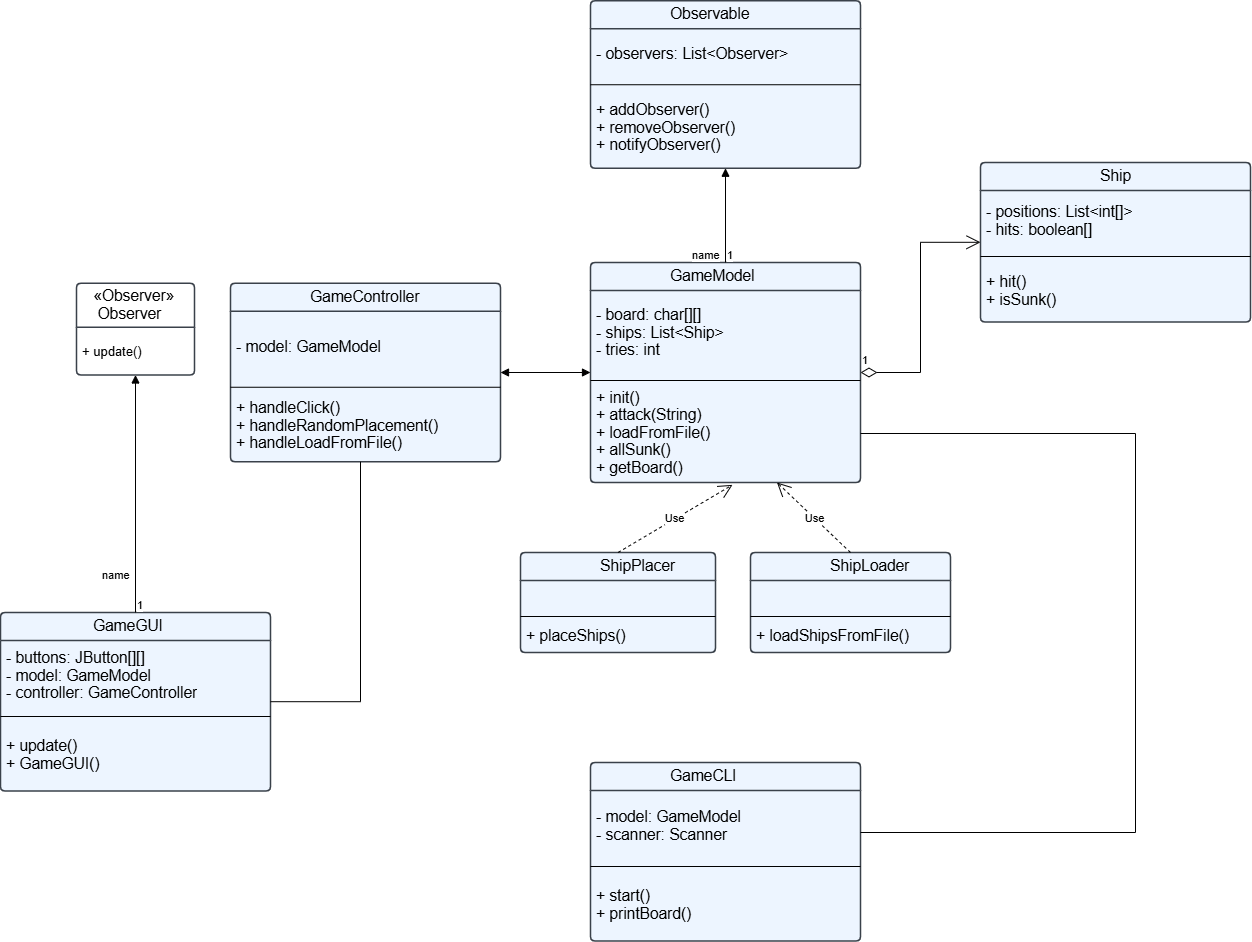 Observable
- observers: List<Observer>
+ addObserver()
+ removeObserver()
+ notifyObserver()
Ship
- positions: List<int[]>
- hits: boolean[]
+ hit()
+ isSunk()
name
1
GameModel
- board: char[][]
- ships: List<Ship>
- tries: int
+ init()
+ attack(String)
+ loadFromFile()
+ allSunk()
+ getBoard()
1
«Observer»
Observer
+ update()
GameController
- model: GameModel
+ handleClick()
+ handleRandomPlacement()
+ handleLoadFromFile()
Use
Use
ShipPlacer
+ placeShips()
ShipLoader
+ loadShipsFromFile()
name
1
GameGUI
- buttons: JButton[][]
- model: GameModel
- controller: GameController
+ update()
+ GameGUI()
GameCLI
- model: GameModel
- scanner: Scanner
+ start()
+ printBoard()